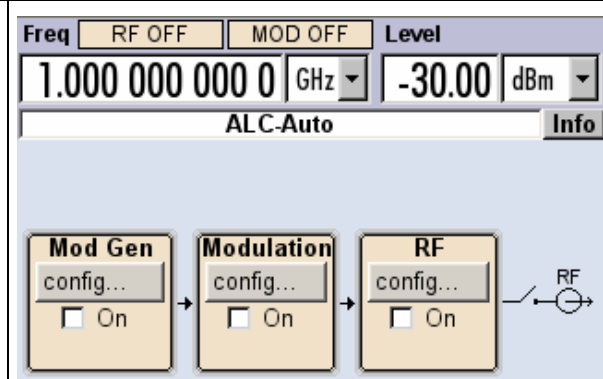 Freq RF OFF MOD OFF Level
1.000 000 000 0 GHz -30.00 dBm
ALC-Auto Info
Mod Gen Modulation RF
config... config... config... RF
On On On